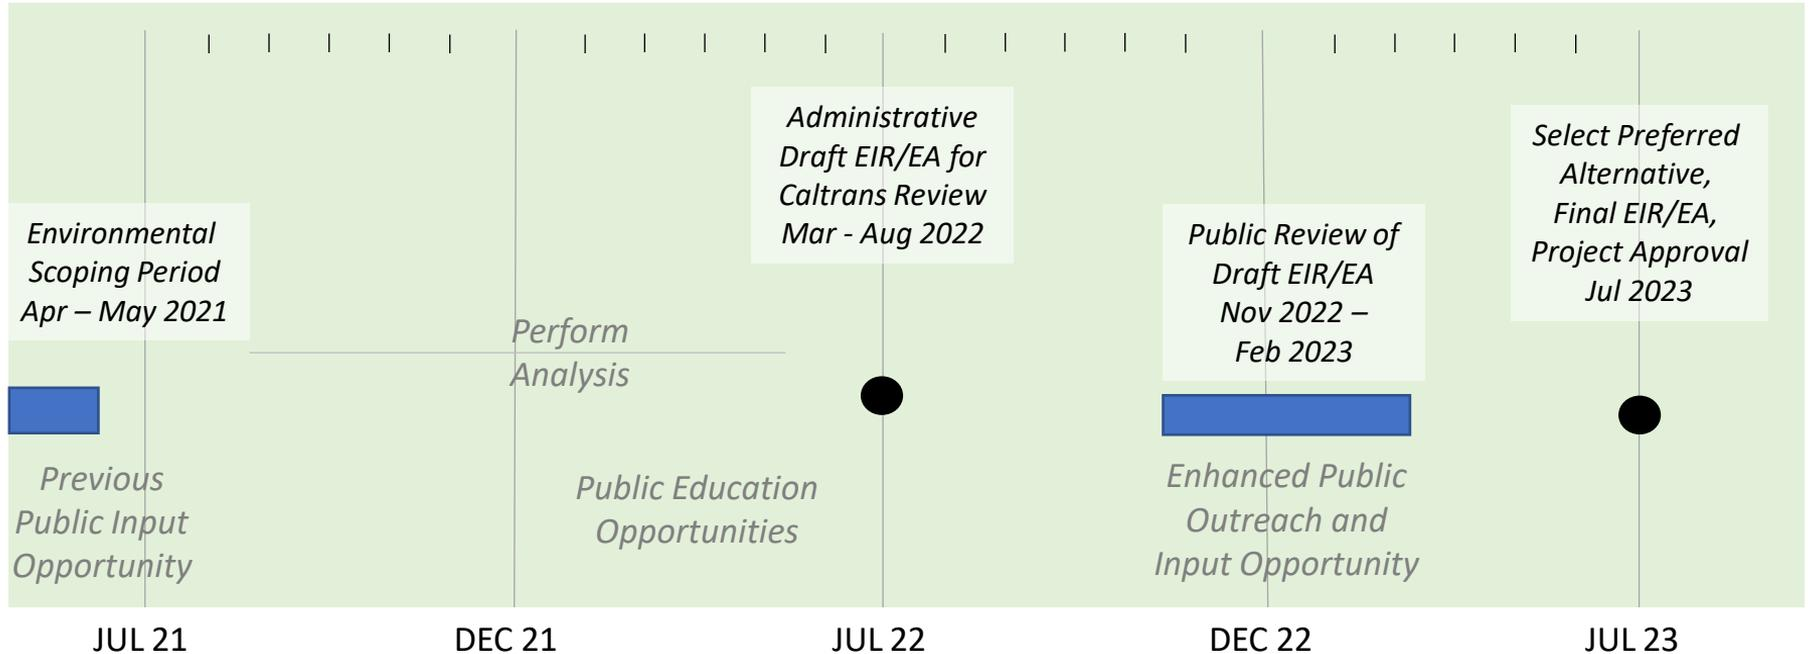 Environmental
Scoping Period
Apr – May 2021
Previous
Public Input
Opportunity
Perform
Analysis
Public Education
Opportunities
Administrative
Draft EIR/EA for
Caltrans Review
Mar - Aug 2022
Public Review of
Draft EIR/EA
Nov 2022 –
Feb 2023
Enhanced Public
Outreach and
Input Opportunity
Select Preferred
Alternative,
Final EIR/EA,
Project Approval
Jul 2023
JUL 21
DEC 21
JUL 22
DEC 22
JUL 23